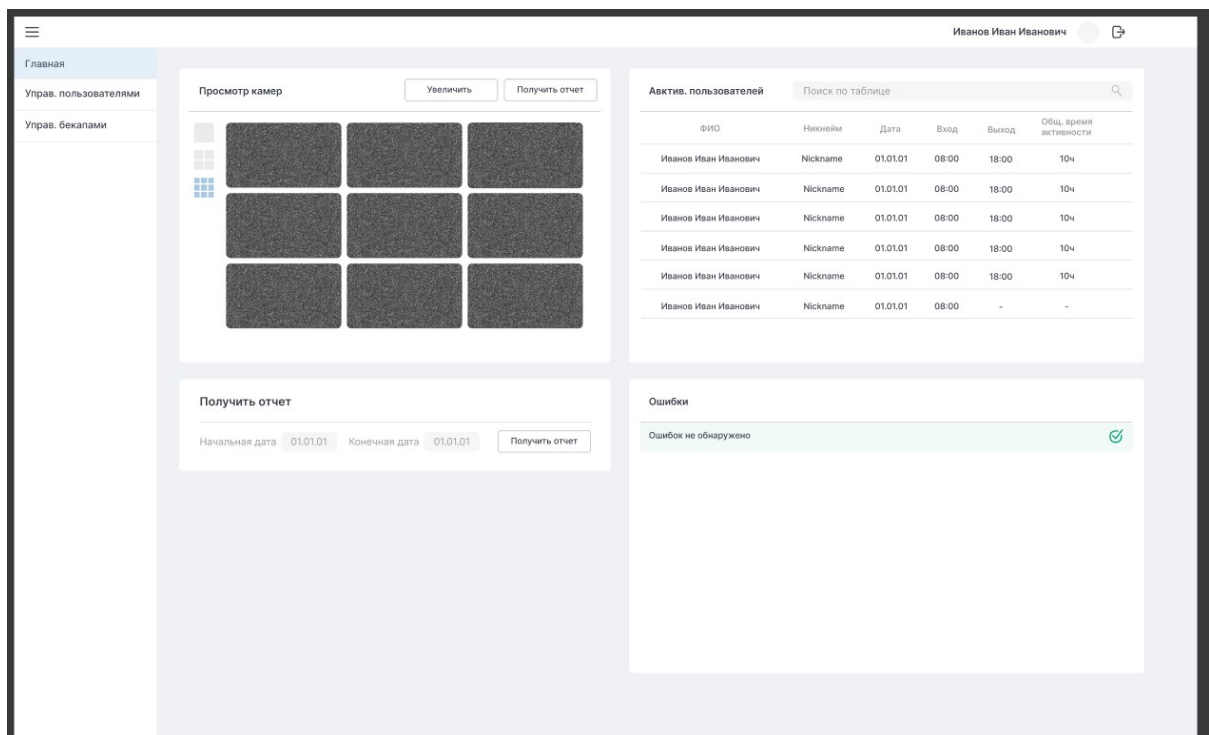 Иванов Иван Иванович
Главная
Управ. пользователями
Управ. бекапами
Просмотр камер
Увеличить
Получить отчет
Авктив. пользователей
Поиск по таблице
ФИО Никнейм Дата Вход Выход Общ. время активности
Иванов Иван Иванович Nickname 01.01.01 08:00 18:00 10ч
Иванов Иван Иванович Nickname 01.01.01 08:00 18:00 10ч
Иванов Иван Иванович Nickname 01.01.01 08:00 18:00 10ч
Иванов Иван Иванович Nickname 01.01.01 08:00 18:00 10ч
Иванов Иван Иванович Nickname 01.01.01 08:00 18:00 10ч
Иванов Иван Иванович Nickname 01.01.01 08:00 - -
Получить отчет
Начальная дата 01.01.01 Конечная дата 01.01.01 Получить отчет
Ошибки
Ошибок не обнаружено